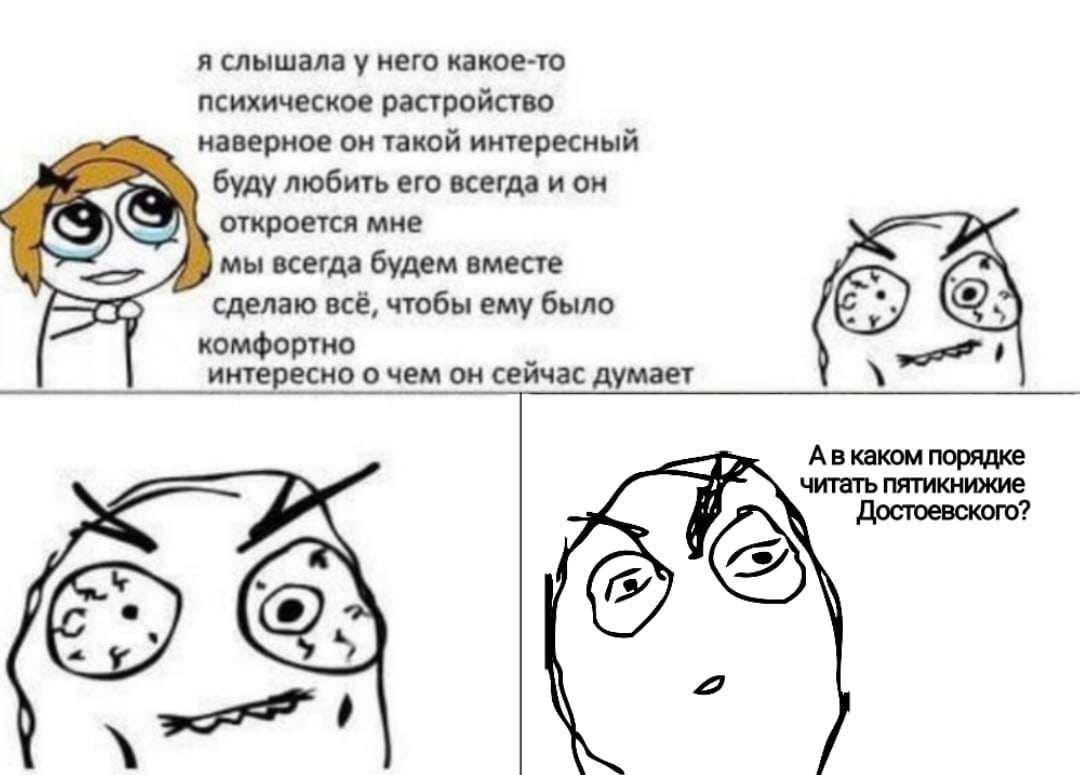 я слышала у него какое-то
психическое растройство
наверное он такой интересный
буду любить его всегда и он
откроется мне
мы всегда будем вместе
сделаю всё, чтобы ему было
комфортно
интересно о чем он сейчас думает
А в каком порядке
читать пятикнижие
Достоевского?